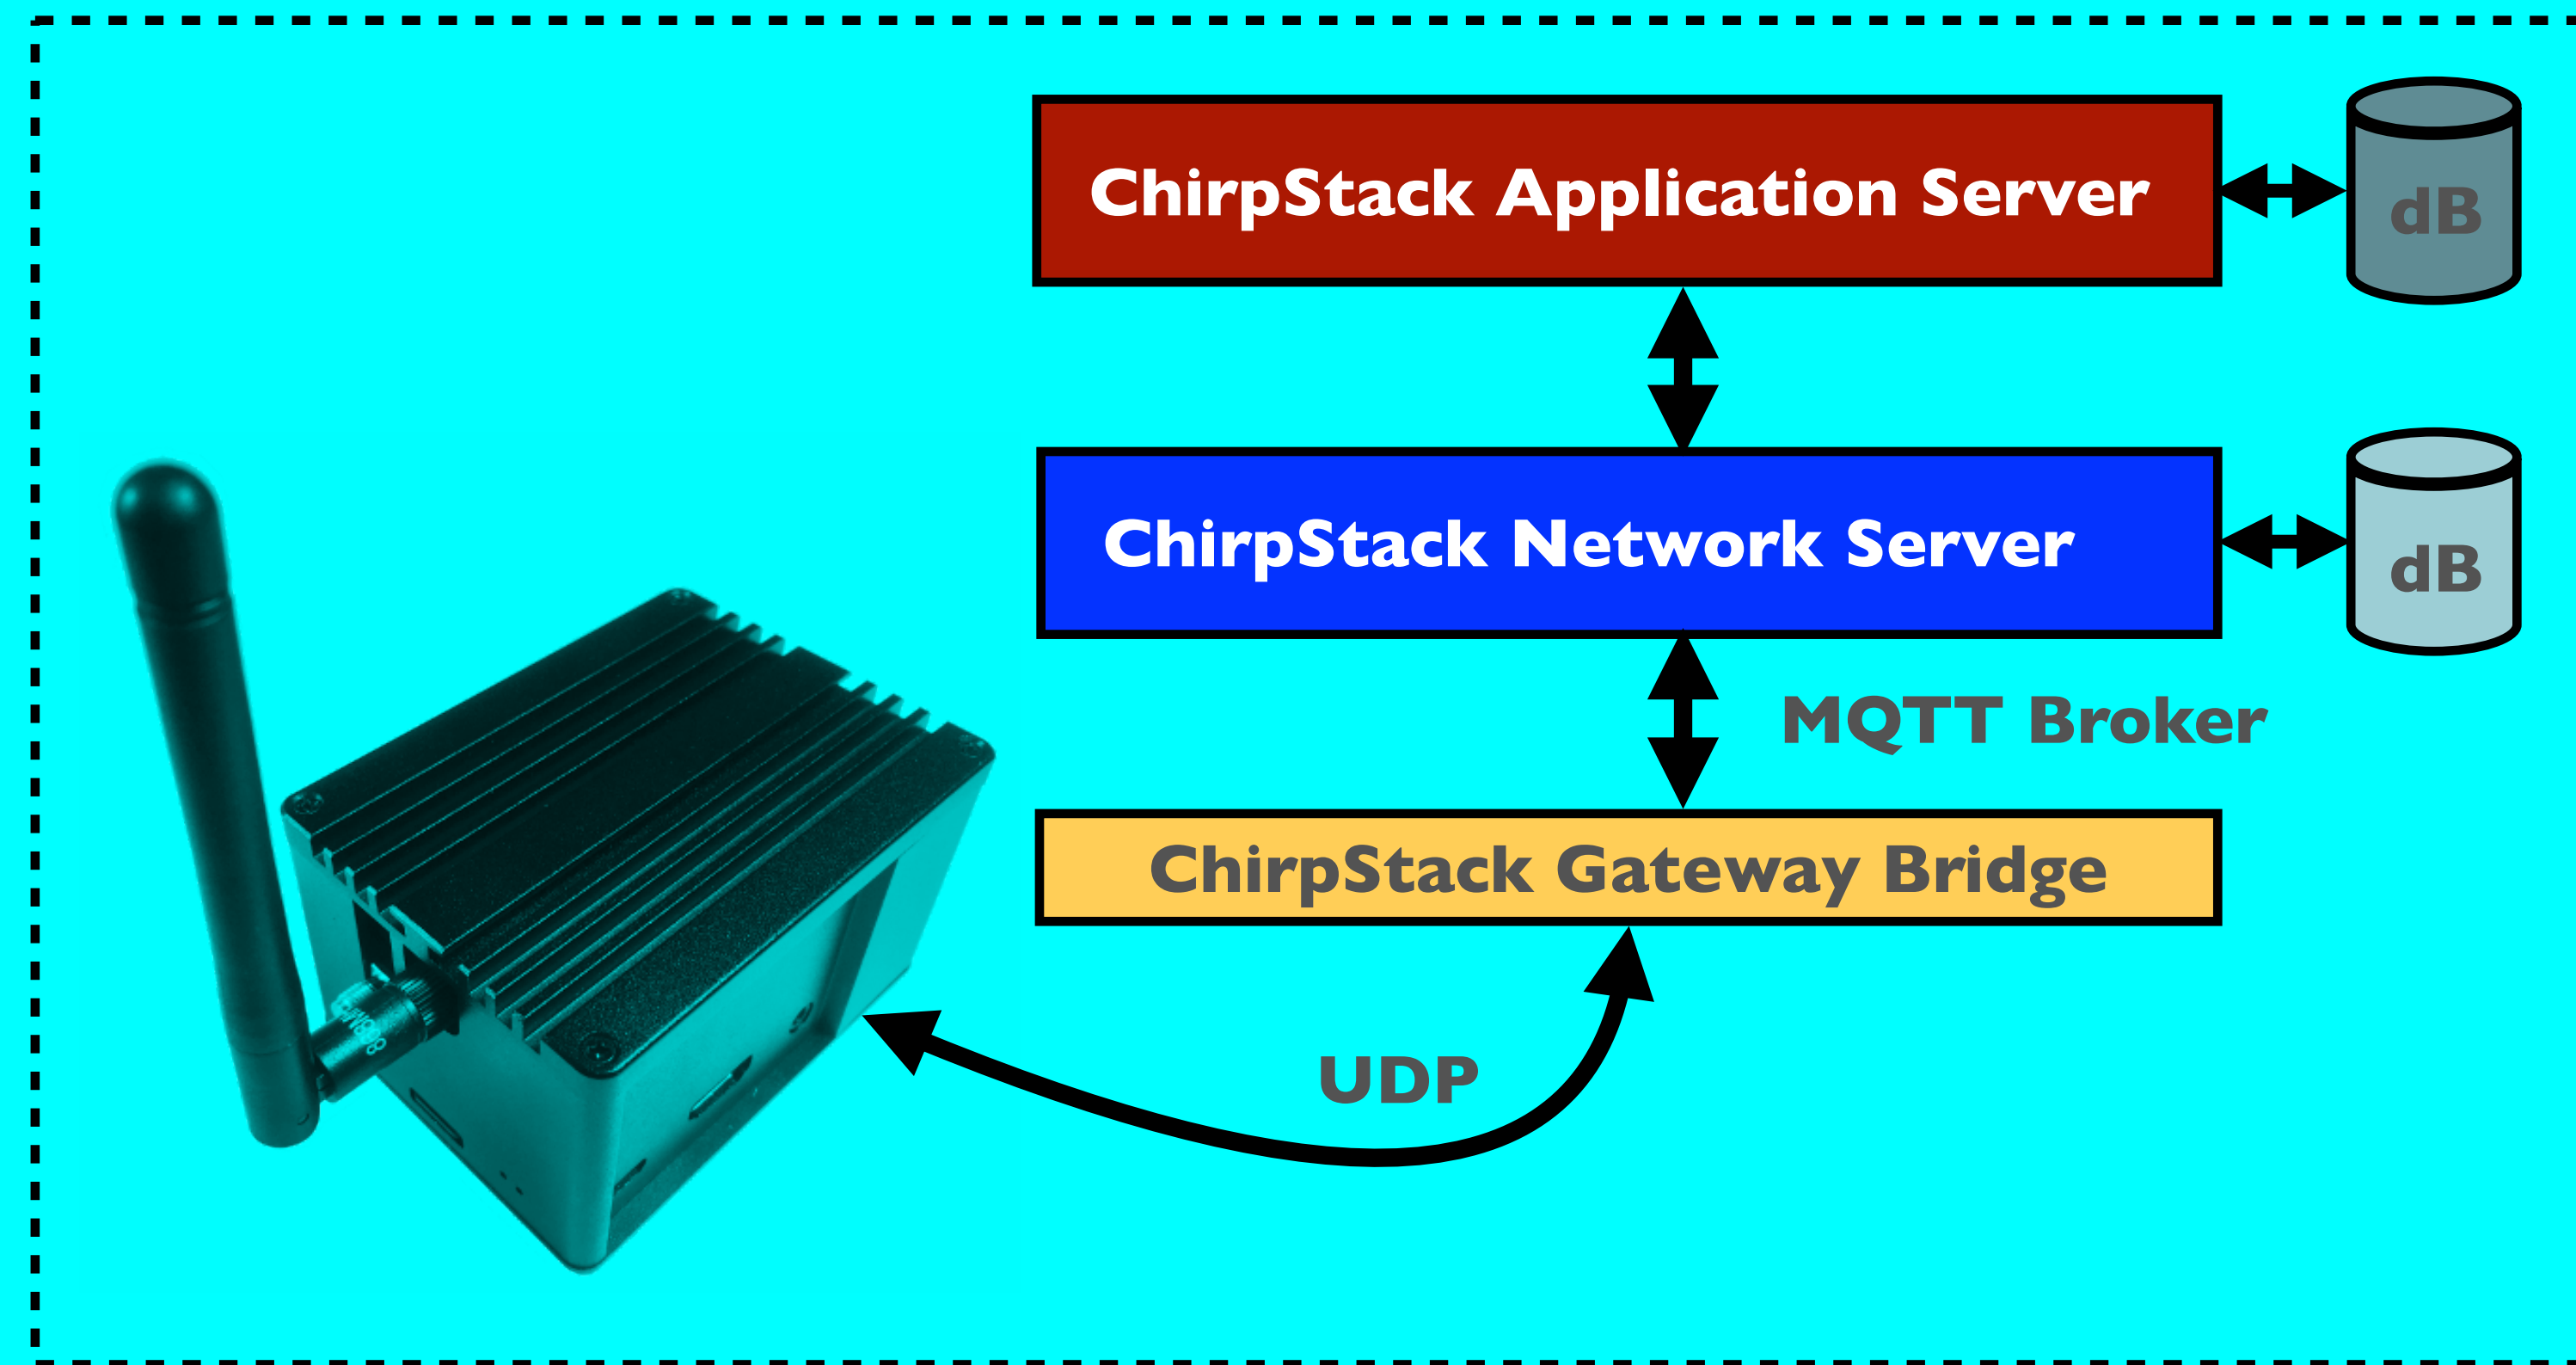 ChirpStack Application Server
dB
ChirpStack Network Server
dB
MQTT Broker
ChirpStack Gateway Bridge
UDP